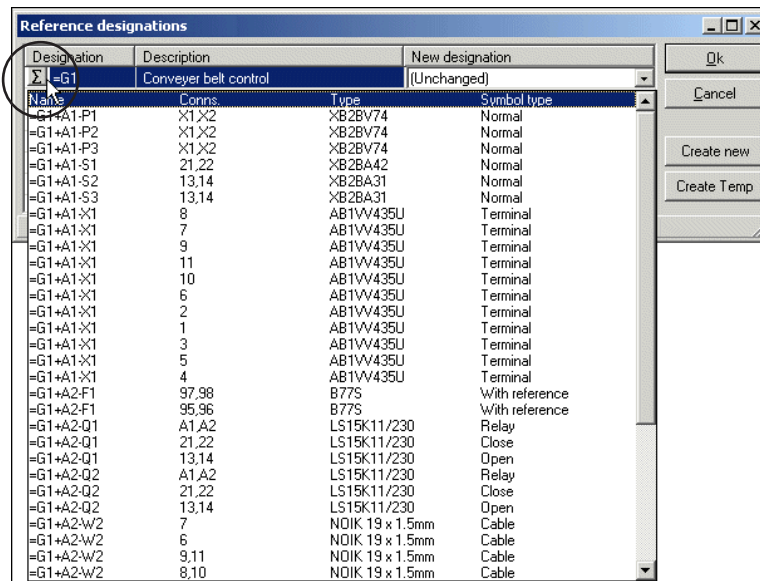 Reference designations
Designation Description New designation Ok
Σ =G1 Conveyer belt control (Unchanged)
Cancel
Name Conns. Type Symbol type
=G1+A1-P1 X1,X2 XB2BV74 Normal
=G1+A1-P2 X1,X2 XB2BV74 Normal
=G1+A1-P3 X1,X2 XB2BV74 Normal
Create new
=G1+A1-S1 21,22 XB2BA42 Normal
=G1+A1-S2 13,14 XB2BA31 Normal
Create Temp
=G1+A1-S3 13,14 XB2BA31 Normal
=G1+A1-X1 8 AB1VV435U Terminal
=G1+A1-X1 7 AB1VV435U Terminal
=G1+A1-X1 9 AB1VV435U Terminal
=G1+A1-X1 11 AB1VV435U Terminal
=G1+A1-X1 10 AB1VV435U Terminal
=G1+A1-X1 6 AB1VV435U Terminal
=G1+A1-X1 2 AB1VV435U Terminal
=G1+A1-X1 1 AB1VV435U Terminal
=G1+A1-X1 3 AB1VV435U Terminal
=G1+A1-X1 5 AB1VV435U Terminal
=G1+A1-X1 4 AB1VV435U Terminal
=G1+A2-F1 97,98 B77S With reference
=G1+A2-F1 95,96 B77S With reference
=G1+A2-Q1 A1,A2 LS15K11/230 Relay
=G1+A2-Q1 21,22 LS15K11/230 Close
=G1+A2-Q1 13,14 LS15K11/230 Open
=G1+A2-Q2 A1,A2 LS15K11/230 Relay
=G1+A2-Q2 21,22 LS15K11/230 Close
=G1+A2-Q2 13,14 LS15K11/230 Open
=G1+A2-W2 7 NOIK 19 x 1.5mm Cable
=G1+A2-W2 6 NOIK 19 x 1.5mm Cable
=G1+A2-W2 9,11 NOIK 19 x 1.5mm Cable
=G1+A2-W2 8,10 NOIK 19 x 1.5mm Cable